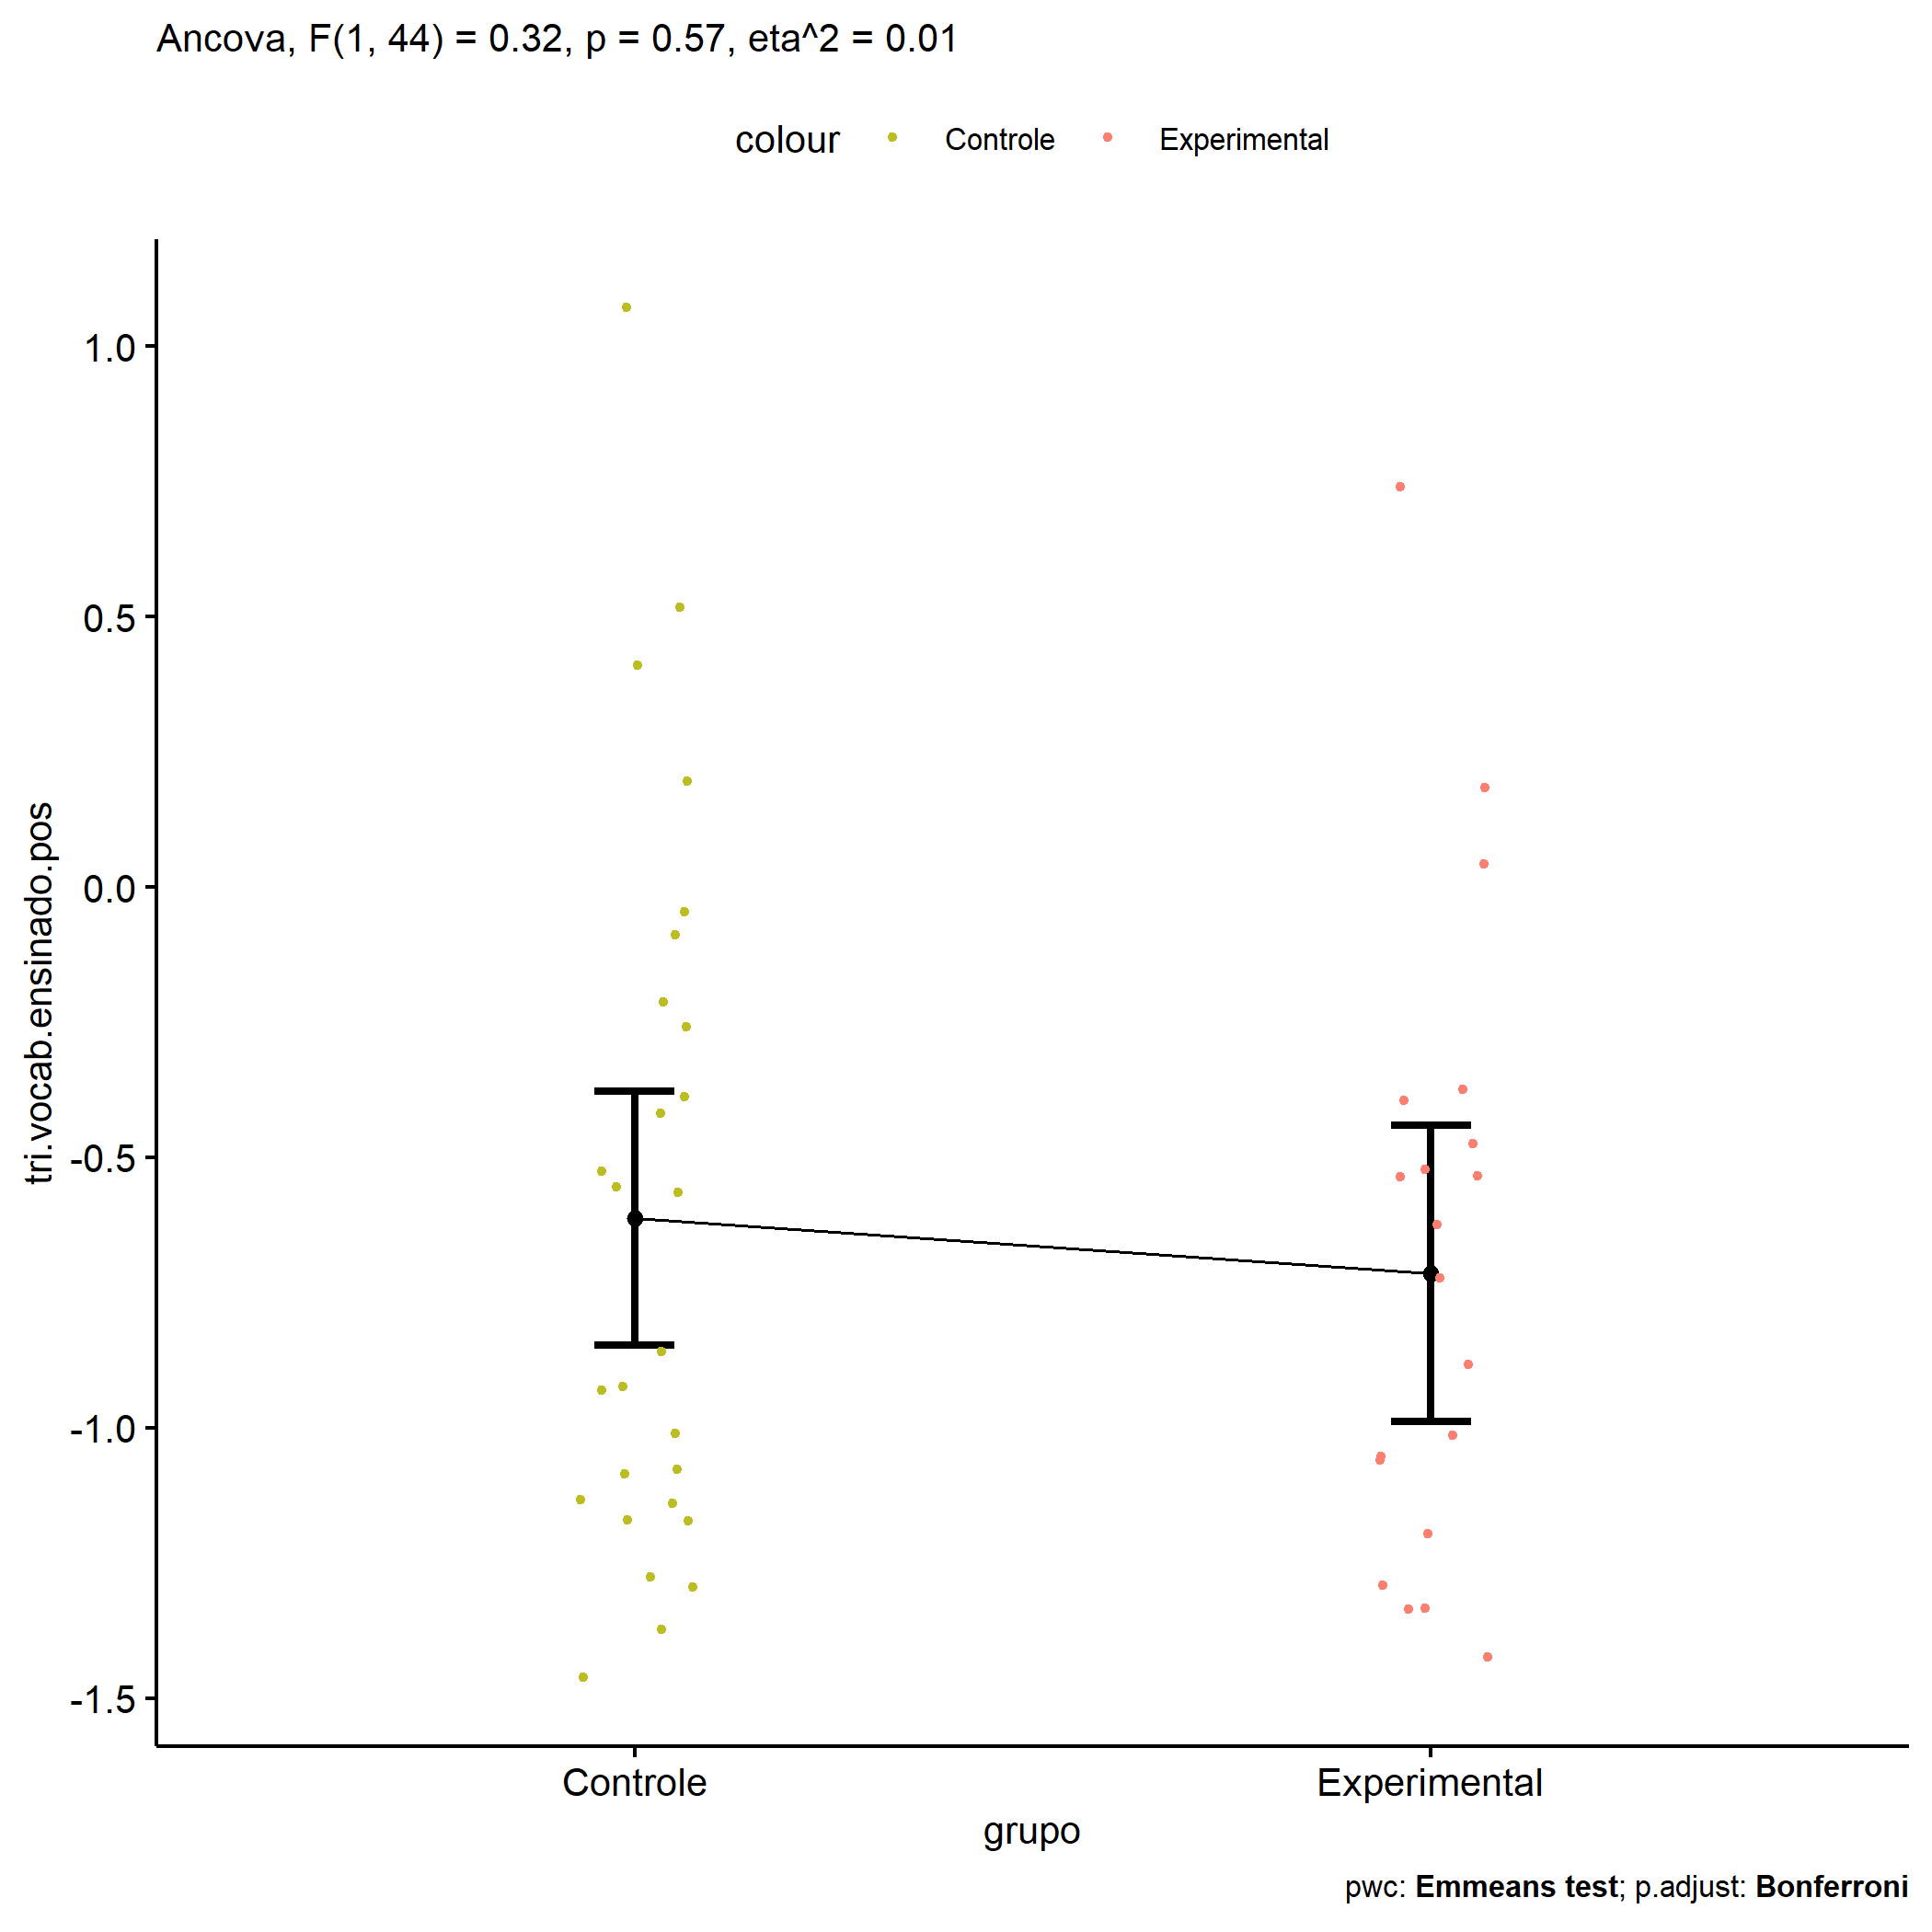 Ancova, F(1, 44) = 0.32, p = 0.57, eta^2 = 0.01
colour Controle Experimental
tri.vocab.ensinado.pos
1.0
0.5
0.0
-0.5
-1.0
-1.5
Controle Experimental
grupo
pwc: Emmeans test; p.adjust: Bonferroni